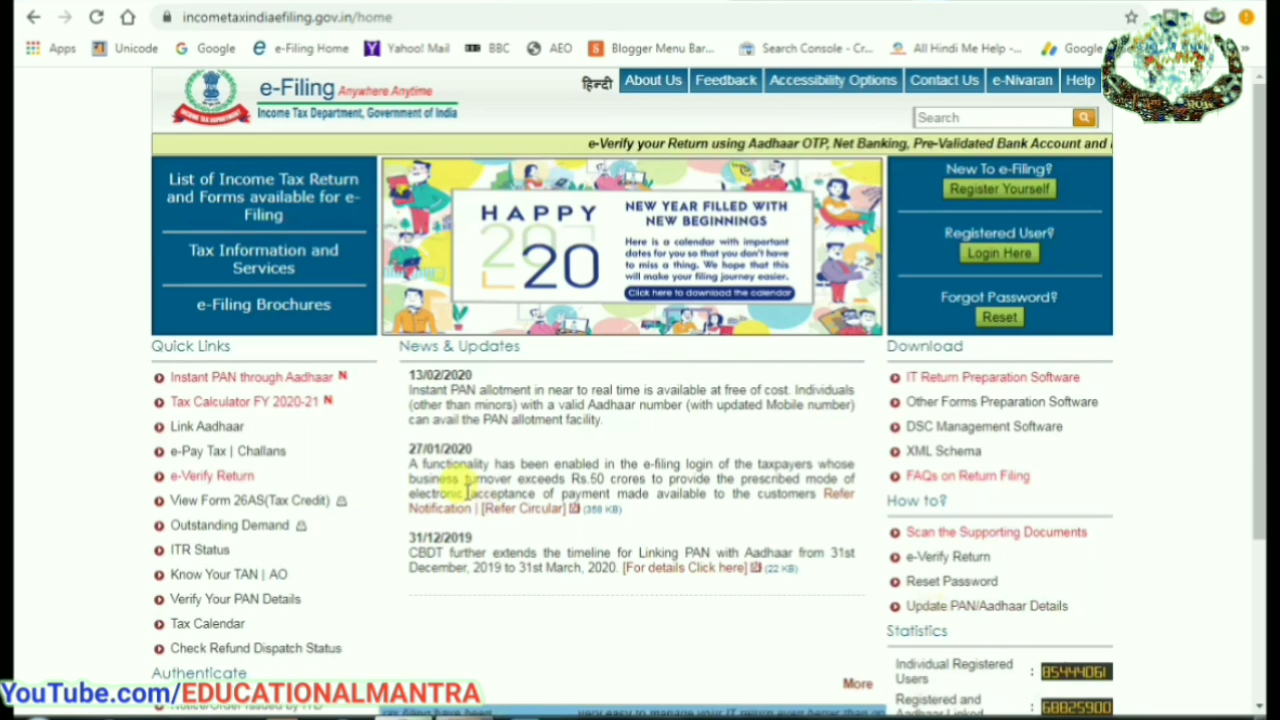 incometaxindiaefiling.gov.in/home
Apps Unicode Google e-Filing Home Yahoo! Mail BBC AEO Blogger Menu Bar... Search Console - Cr... All Hindi Me Help -... Google
e-Filing Anywhere Anytime
Income Tax Department, Government of India
हिन्दी About Us Feedback Accessibility Options Contact Us e-Nivaran Help
Search
e-Verify your Return using Aadhaar OTP, Net Banking, Pre-Validated Bank Account and
List of Income Tax Return
and Forms available for e-
Filing
Tax Information and
Services
e-Filing Brochures
HAPPY
2020
NEW YEAR FILLED WITH
NEW BEGINNINGS
Here is a calendar with important
dates for you so that you don't have
to miss a thing. We hope that this
will make your filing journey easier.
Click here to download the calendar
New To e-Filing?
Register Yourself
Registered User?
Login Here
Forgot Password?
Reset
Quick Links
Instant PAN through Aadhaar N
Tax Calculator FY 2020-21 N
Link Aadhaar
e-Pay Tax | Challans
e-Verify Return
View Form 26AS(Tax Credit)
Outstanding Demand
ITR Status
Know Your TAN | AO
Verify Your PAN Details
Tax Calendar
Check Refund Dispatch Status
Authenticate
Notice/Order Issued by ITD
News & Updates
13/02/2020
Instant PAN allotment in near to real time is available at free of cost. Individuals
(other than minors) with a valid Aadhaar number (with updated Mobile number)
can avail the PAN allotment facility.
27/01/2020
A functionality has been enabled in the e-filing login of the taxpayers whose
business turnover exceeds Rs.50 crores to provide the prescribed mode of
electronic acceptance of payment made available to the customers Refer
Notification | [Refer Circular] (358 KB)
31/12/2019
CBDT further extends the timeline for Linking PAN with Aadhaar from 31st
December, 2019 to 31st March, 2020. [For details Click here] (22 KB)
More
Download
IT Return Preparation Software
Other Forms Preparation Software
DSC Management Software
XML Schema
FAQs on Return Filing
How to?
Scan the Supporting Documents
e-Verify Return
Reset Password
Update PAN/Aadhaar Details
Statistics
Individual Registered
Users : 85444061
Registered and
Aadhaar Linked : 68825900
YouTube.com/EDUCATIONALMANTRA